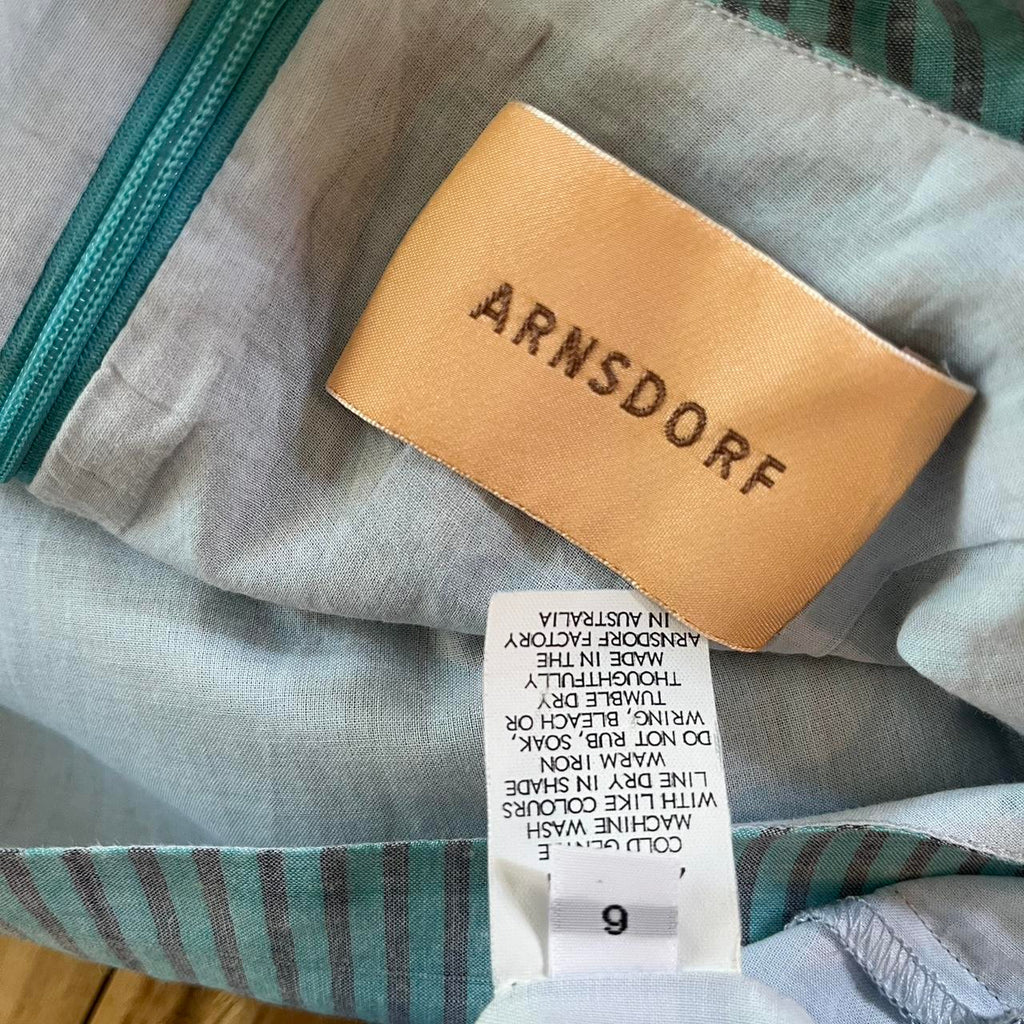 ARNSDORF
COLD GENTLE
MACHINE WASH
WITH LIKE COLOURS
LINE DRY IN SHADE
WARM IRON
DO NOT RUB, SOAK,
WRING, BLEACH OR
TUMBLE DRY
THOUGHTFULLY
MADE IN THE
ARNSDORF FACTORY
IN AUSTRALIA
6